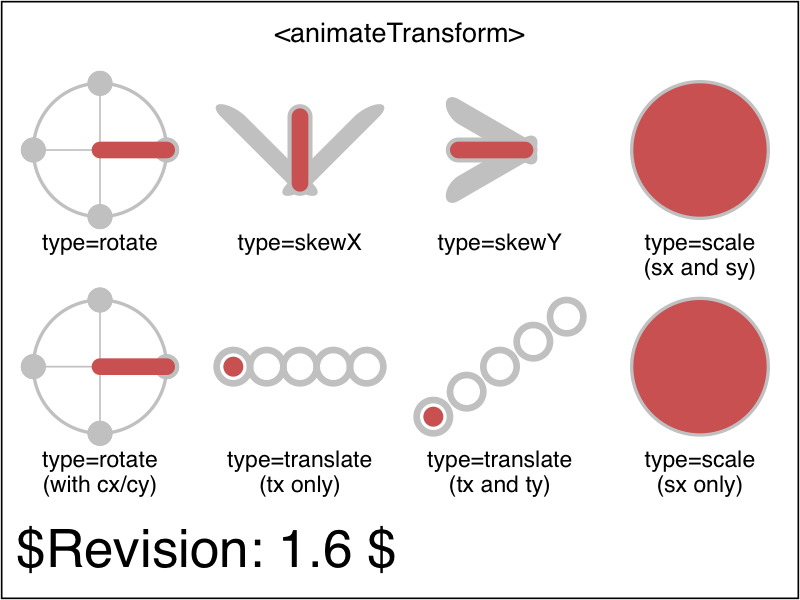 <animateTransform>
type=rotate
type=skewX
type=skewY
type=scale
(sx and sy)
type=rotate
(with cx/cy)
type=translate
(tx only)
type=translate
(tx and ty)
type=scale
(sx only)
$Revision: 1.6 $